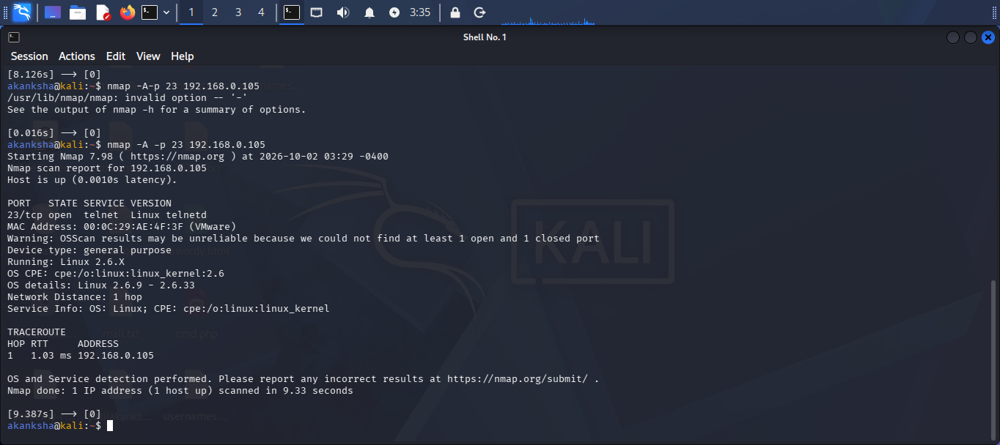 1 2 3 4 3:35
Shell No. 1
Session Actions Edit View Help
[8.126s] ⟶ [0]
akanksha@kali:~$ nmap -A-p 23 192.168.0.105
/usr/lib/nmap/nmap: invalid option -- '-'
See the output of nmap -h for a summary of options.
[0.016s] ⟶ [0]
akanksha@kali:~$ nmap -A -p 23 192.168.0.105
Starting Nmap 7.98 ( https://nmap.org ) at 2026-10-02 03:29 -0400
Nmap scan report for 192.168.0.105
Host is up (0.0010s latency).
PORT   STATE SERVICE VERSION
23/tcp open  telnet  Linux telnetd
MAC Address: 00:0C:29:AE:4F:3F (VMware)
Warning: OSScan results may be unreliable because we could not find at least 1 open and 1 closed port
Device type: general purpose
Running: Linux 2.6.X
OS CPE: cpe:/o:linux:linux_kernel:2.6
OS details: Linux 2.6.9 - 2.6.33
Network Distance: 1 hop
Service Info: OS: Linux; CPE: cpe:/o:linux:linux_kernel
KALI
TRACEROUTE
HOP RTT     ADDRESS
1   1.03 ms 192.168.0.105
mail.txt cmd.php
OS and Service detection performed. Please report any incorrect results at https://nmap.org/submit/ .
Nmap done: 1 IP address (1 host up) scanned in 9.33 seconds
[9.387s] ⟶ [0]
usernames...
akanksha@kali:~$